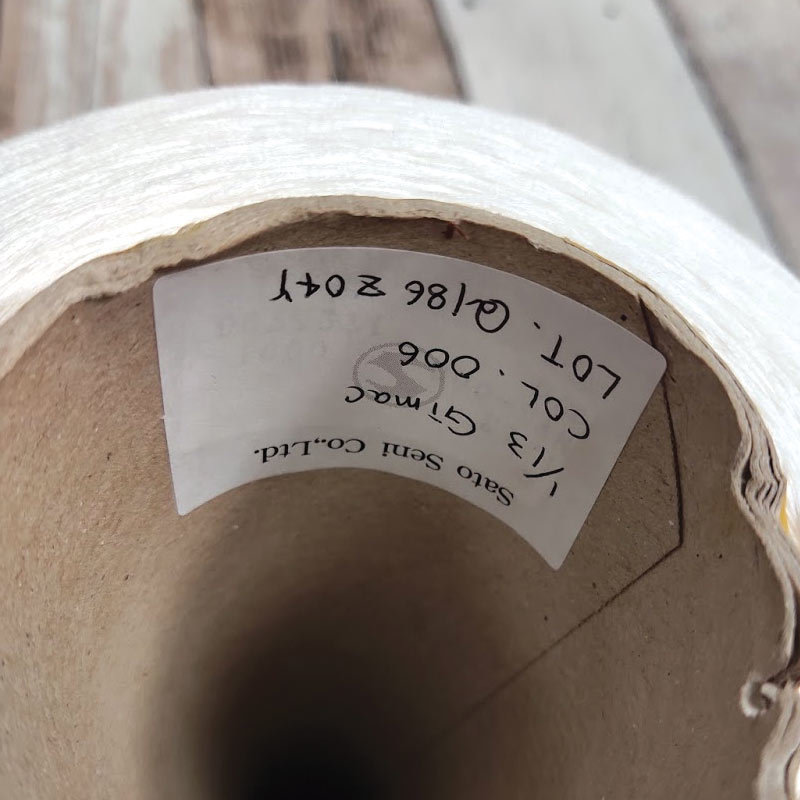 Sato Seni Co.,Ltd.
1/13 Gimac
COL. 006
LOT. Q186 Z04Y